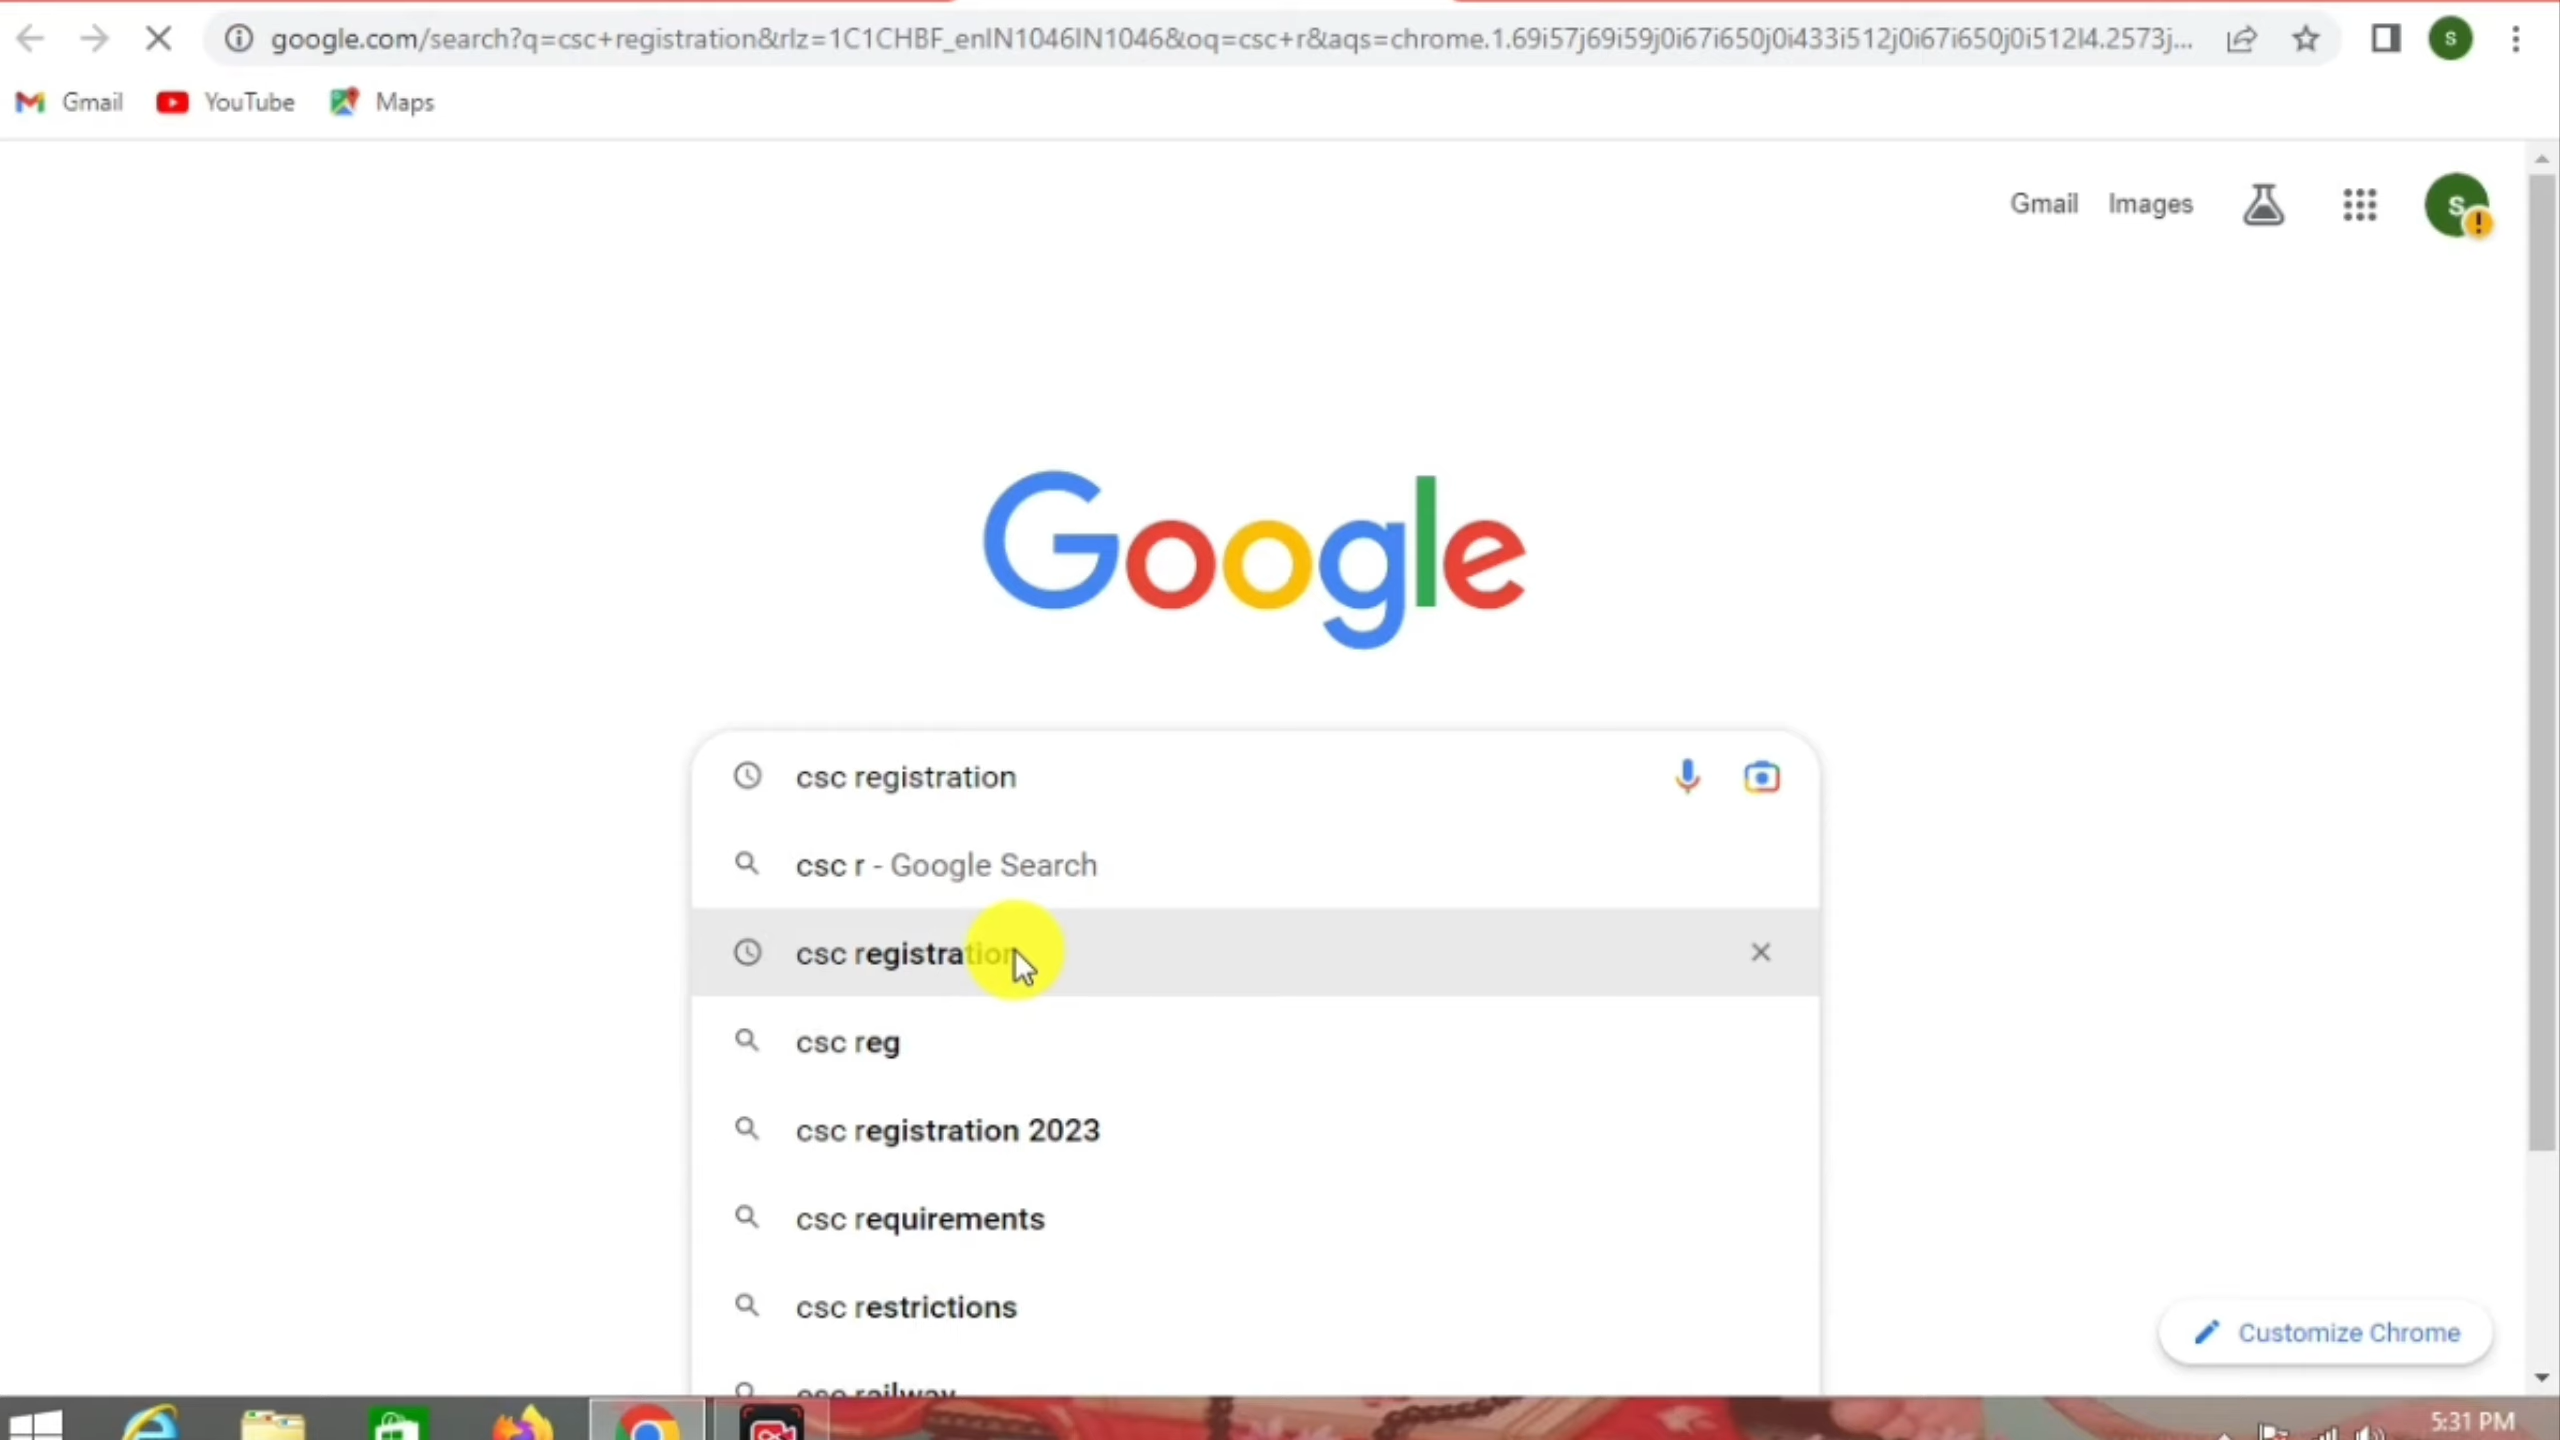 google.com/search?q=csc+registration&rlz=1C1CHBF_enIN1046IN1046&oq=csc+r&aqs=chrome.1.69i57j69i59j0i67i650j0i433i512j0i67i650j0i512l4.2573j...
S
Gmail YouTube Maps
Gmail Images
S
Google
csc registration
csc r - Google Search
csc registration
csc reg
csc registration 2023
csc requirements
csc restrictions
csc railway
Customize Chrome
5:31 PM